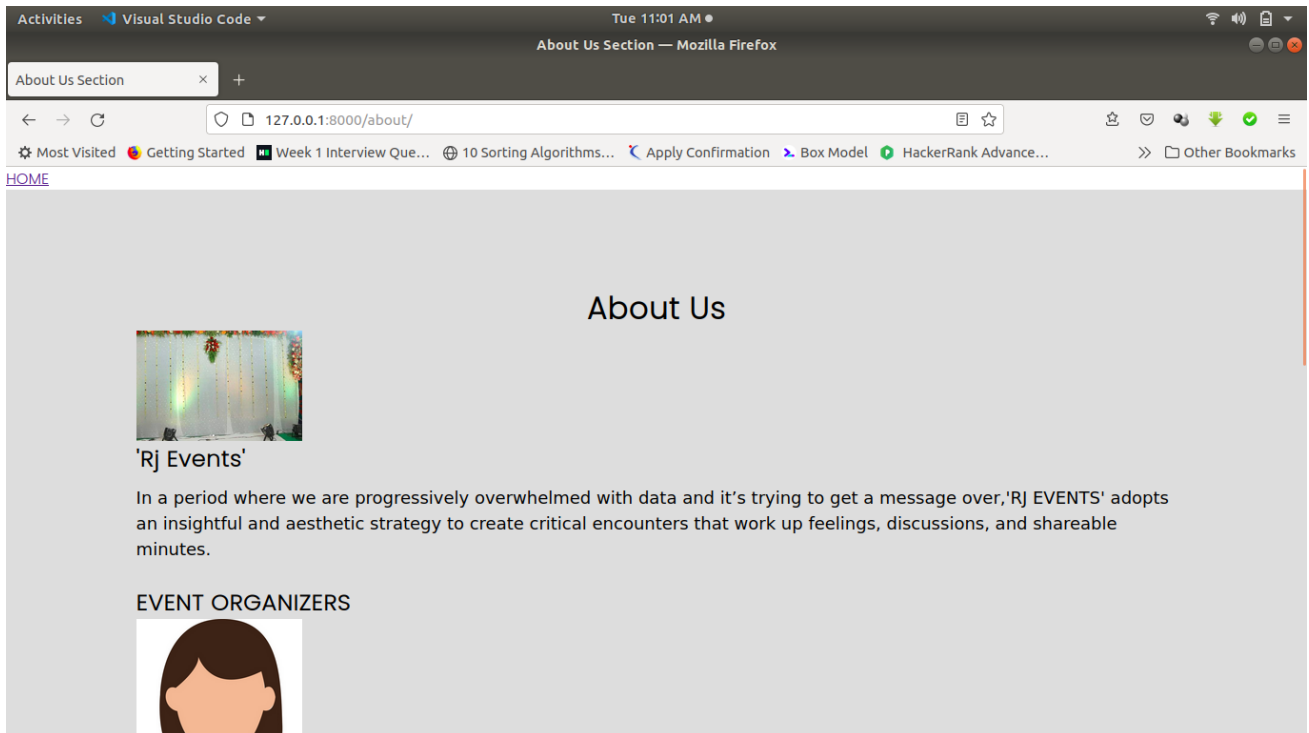 Activities Visual Studio Code Tue 11:01 AM
About Us Section — Mozilla Firefox
About Us Section
127.0.0.1:8000/about/
Most Visited Getting Started Week 1 Interview Que... 10 Sorting Algorithms... Apply Confirmation Box Model HackerRank Advance... Other Bookmarks
HOME
About Us
'Rj Events'
In a period where we are progressively overwhelmed with data and it’s trying to get a message over,'RJ EVENTS' adopts
an insightful and aesthetic strategy to create critical encounters that work up feelings, discussions, and shareable
minutes.
EVENT ORGANIZERS